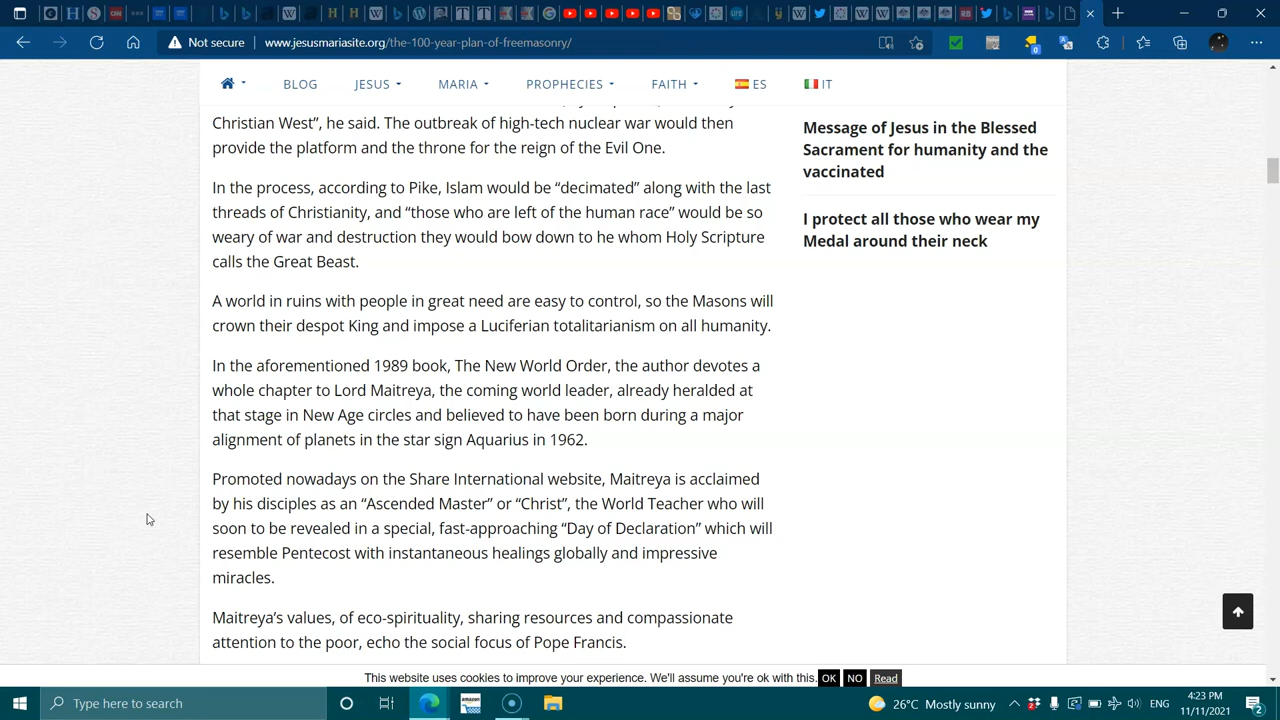 Not secure
www.jesusmariasite.org/the-100-year-plan-of-freemasonry/
BLOG
JESUS
MARIA
PROPHECIES
FAITH
ES
IT
Christian West”, he said. The outbreak of high-tech nuclear war would then
provide the platform and the throne for the reign of the Evil One.
In the process, according to Pike, Islam would be “decimated” along with the last
threads of Christianity, and “those who are left of the human race” would be so
weary of war and destruction they would bow down to he whom Holy Scripture
calls the Great Beast.
A world in ruins with people in great need are easy to control, so the Masons will
crown their despot King and impose a Luciferian totalitarianism on all humanity.
In the aforementioned 1989 book, The New World Order, the author devotes a
whole chapter to Lord Maitreya, the coming world leader, already heralded at
that stage in New Age circles and believed to have been born during a major
alignment of planets in the star sign Aquarius in 1962.
Promoted nowadays on the Share International website, Maitreya is acclaimed
by his disciples as an “Ascended Master” or “Christ”, the World Teacher who will
soon to be revealed in a special, fast-approaching “Day of Declaration” which will
resemble Pentecost with instantaneous healings globally and impressive
miracles.
Maitreya’s values, of eco-spirituality, sharing resources and compassionate
attention to the poor, echo the social focus of Pope Francis.
Message of Jesus in the Blessed
Sacrament for humanity and the
vaccinated
I protect all those who wear my
Medal around their neck
This website uses cookies to improve your experience. We'll assume you're ok with this. OK NO Read
Type here to search
26°C Mostly sunny
ENG
4:23 PM
11/11/2021
2